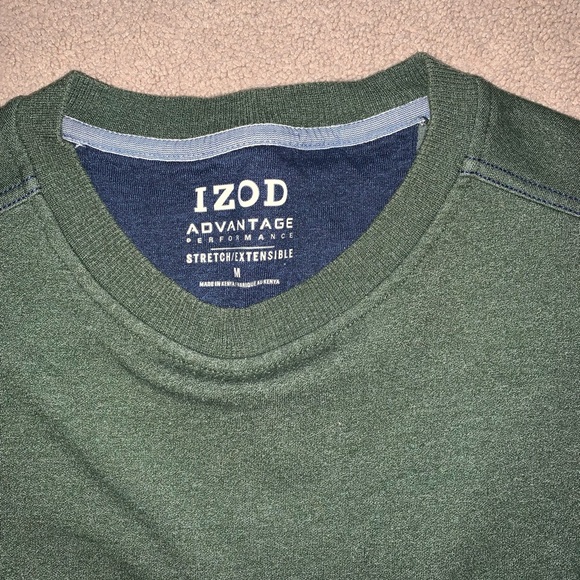 IZOD
ADVANTAGE
PERFORMANCE
STRETCH/EXTENSIBLE
M
MADE IN KENYA/FABRIQUE AU KENYA